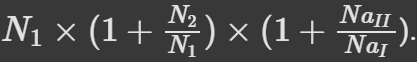 N₁ × (1 + N₂/N₁) × (1 + Na_II/Na_I).